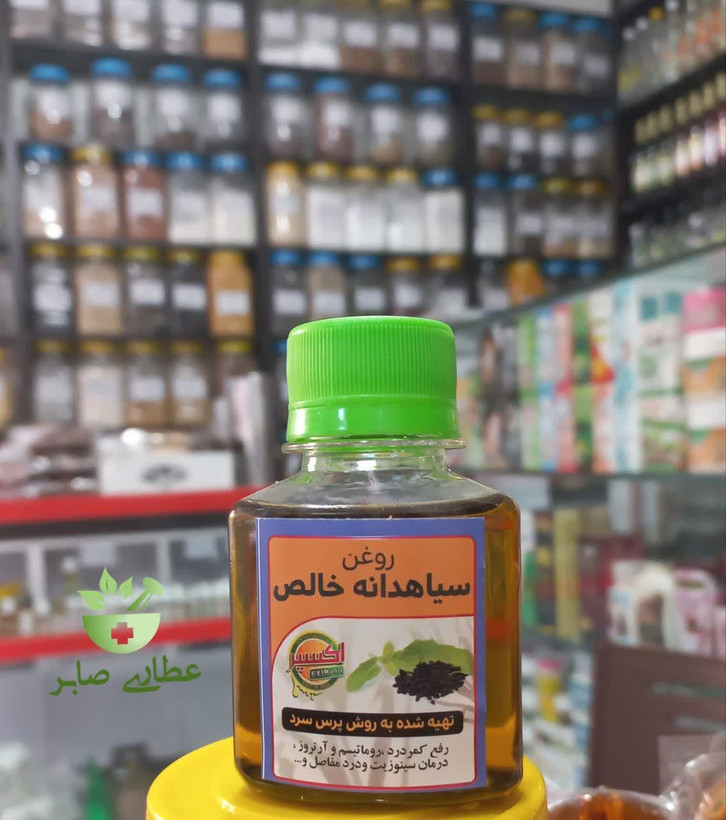 روغن
سیاهدانه خالص
اکسیر
EXIR
تهیه شده به روش پرس سرد
رفع کمردرد ،روماتیسم و آرتروز ،
درمان سینوزیت ودرد مفاصل و...
عطاری صابر